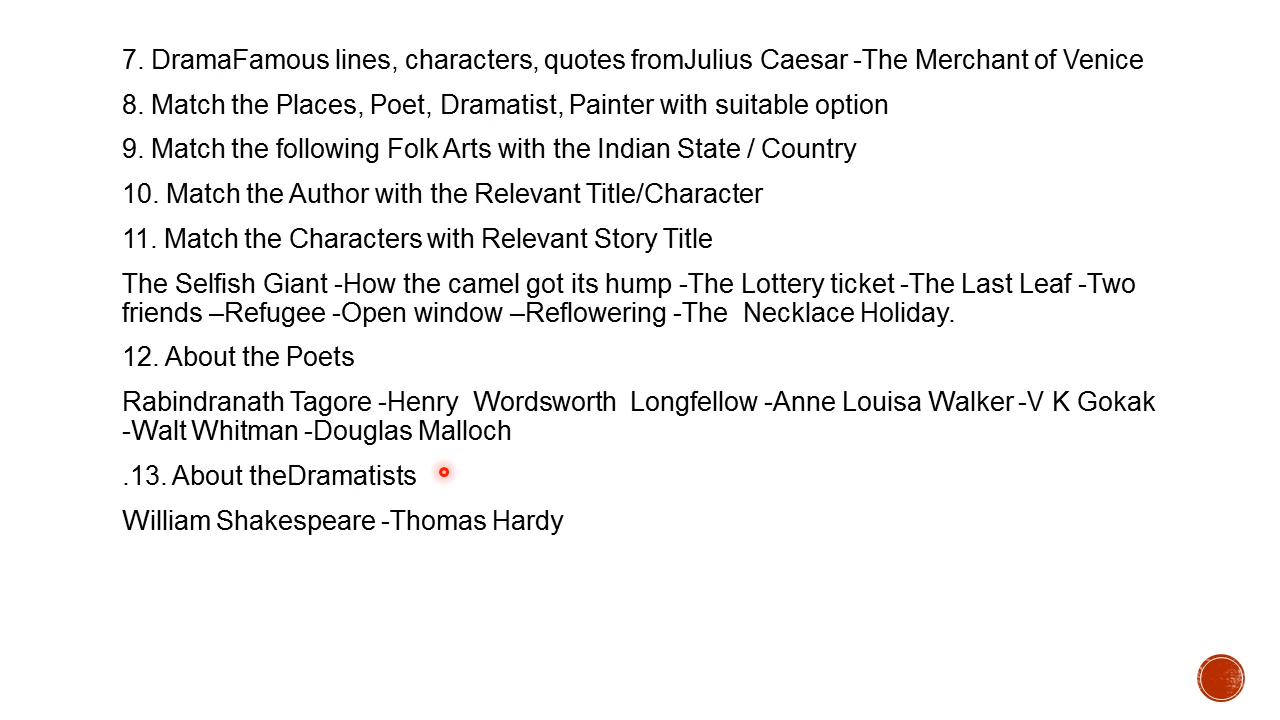 7. DramaFamous lines, characters, quotes fromJulius Caesar -The Merchant of Venice
8. Match the Places, Poet, Dramatist, Painter with suitable option
9. Match the following Folk Arts with the Indian State / Country
10. Match the Author with the Relevant Title/Character
11. Match the Characters with Relevant Story Title
The Selfish Giant -How the camel got its hump -The Lottery ticket -The Last Leaf -Two
friends –Refugee -Open window –Reflowering -The Necklace Holiday.
12. About the Poets
Rabindranath Tagore -Henry Wordsworth Longfellow -Anne Louisa Walker -V K Gokak
-Walt Whitman -Douglas Malloch
.13. About theDramatists
William Shakespeare -Thomas Hardy